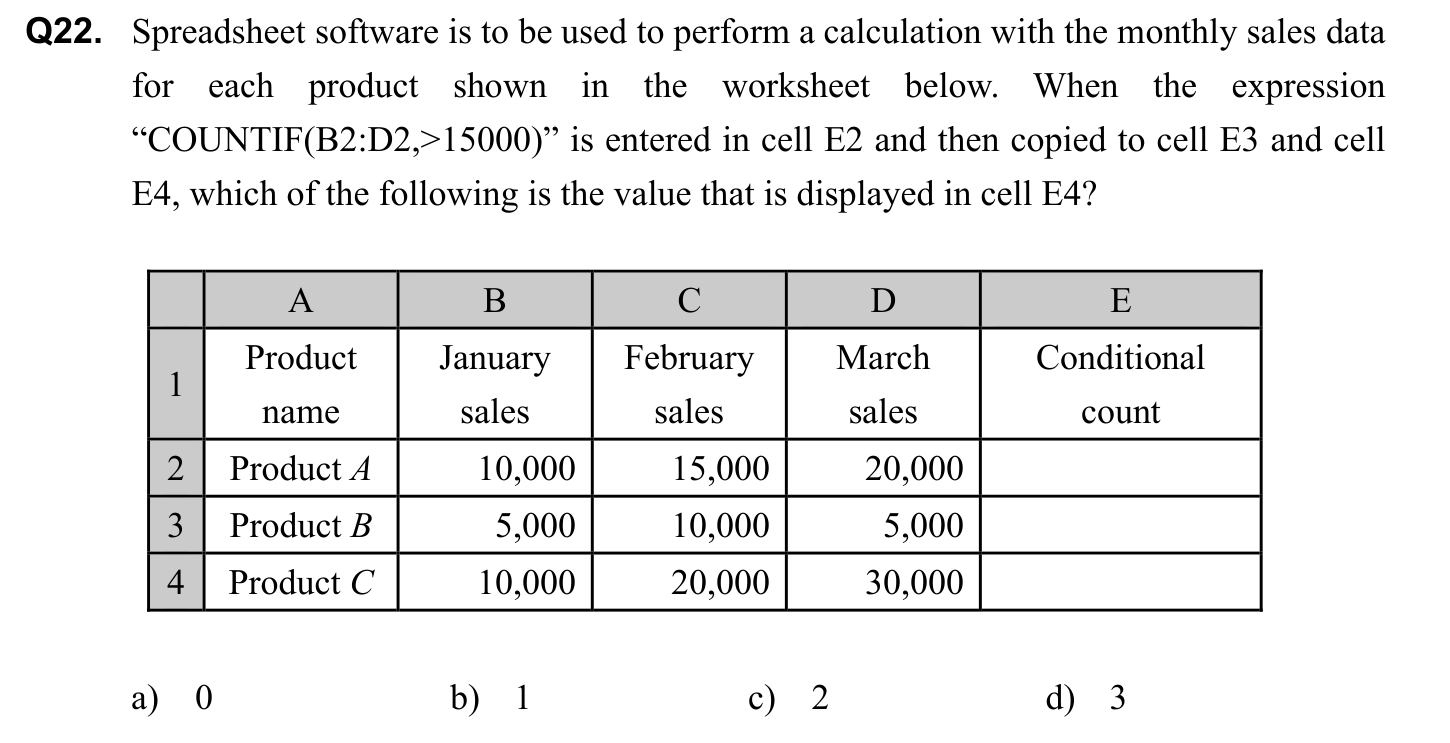 Q22. Spreadsheet software is to be used to perform a calculation with the monthly sales data
for each product shown in the worksheet below. When the expression
“COUNTIF(B2:D2,>15000)” is entered in cell E2 and then copied to cell E3 and cell
E4, which of the following is the value that is displayed in cell E4?
A B C D E
1 Product name January sales February sales March sales Conditional count
2 Product A 10,000 15,000 20,000
3 Product B 5,000 10,000 5,000
4 Product C 10,000 20,000 30,000
a) 0 b) 1 c) 2 d) 3